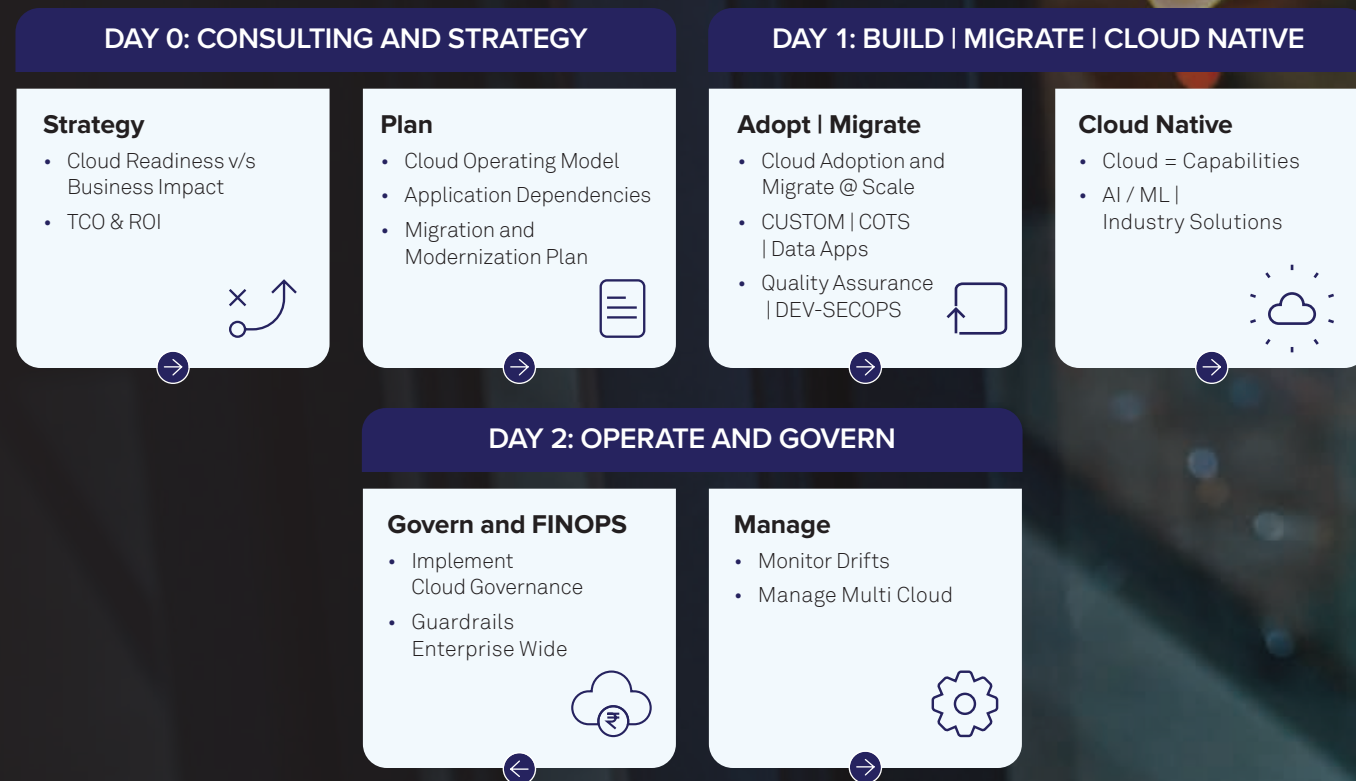 DAY 0: CONSULTING AND STRATEGY
Strategy
• Cloud Readiness v/s
Business Impact
• TCO & ROI
Plan
• Cloud Operating Model
• Application Dependencies
• Migration and
Modernization Plan
DAY 1: BUILD | MIGRATE | CLOUD NATIVE
Adopt | Migrate
• Cloud Adoption and
Migrate @ Scale
• CUSTOM | COTS
| Data Apps
• Quality Assurance
| DEV-SECOPS
Cloud Native
• Cloud = Capabilities
• AI / ML |
Industry Solutions
DAY 2: OPERATE AND GOVERN
Govern and FINOPS
• Implement
Cloud Governance
• Guardrails
Enterprise Wide
₹
Manage
• Monitor Drifts
• Manage Multi Cloud